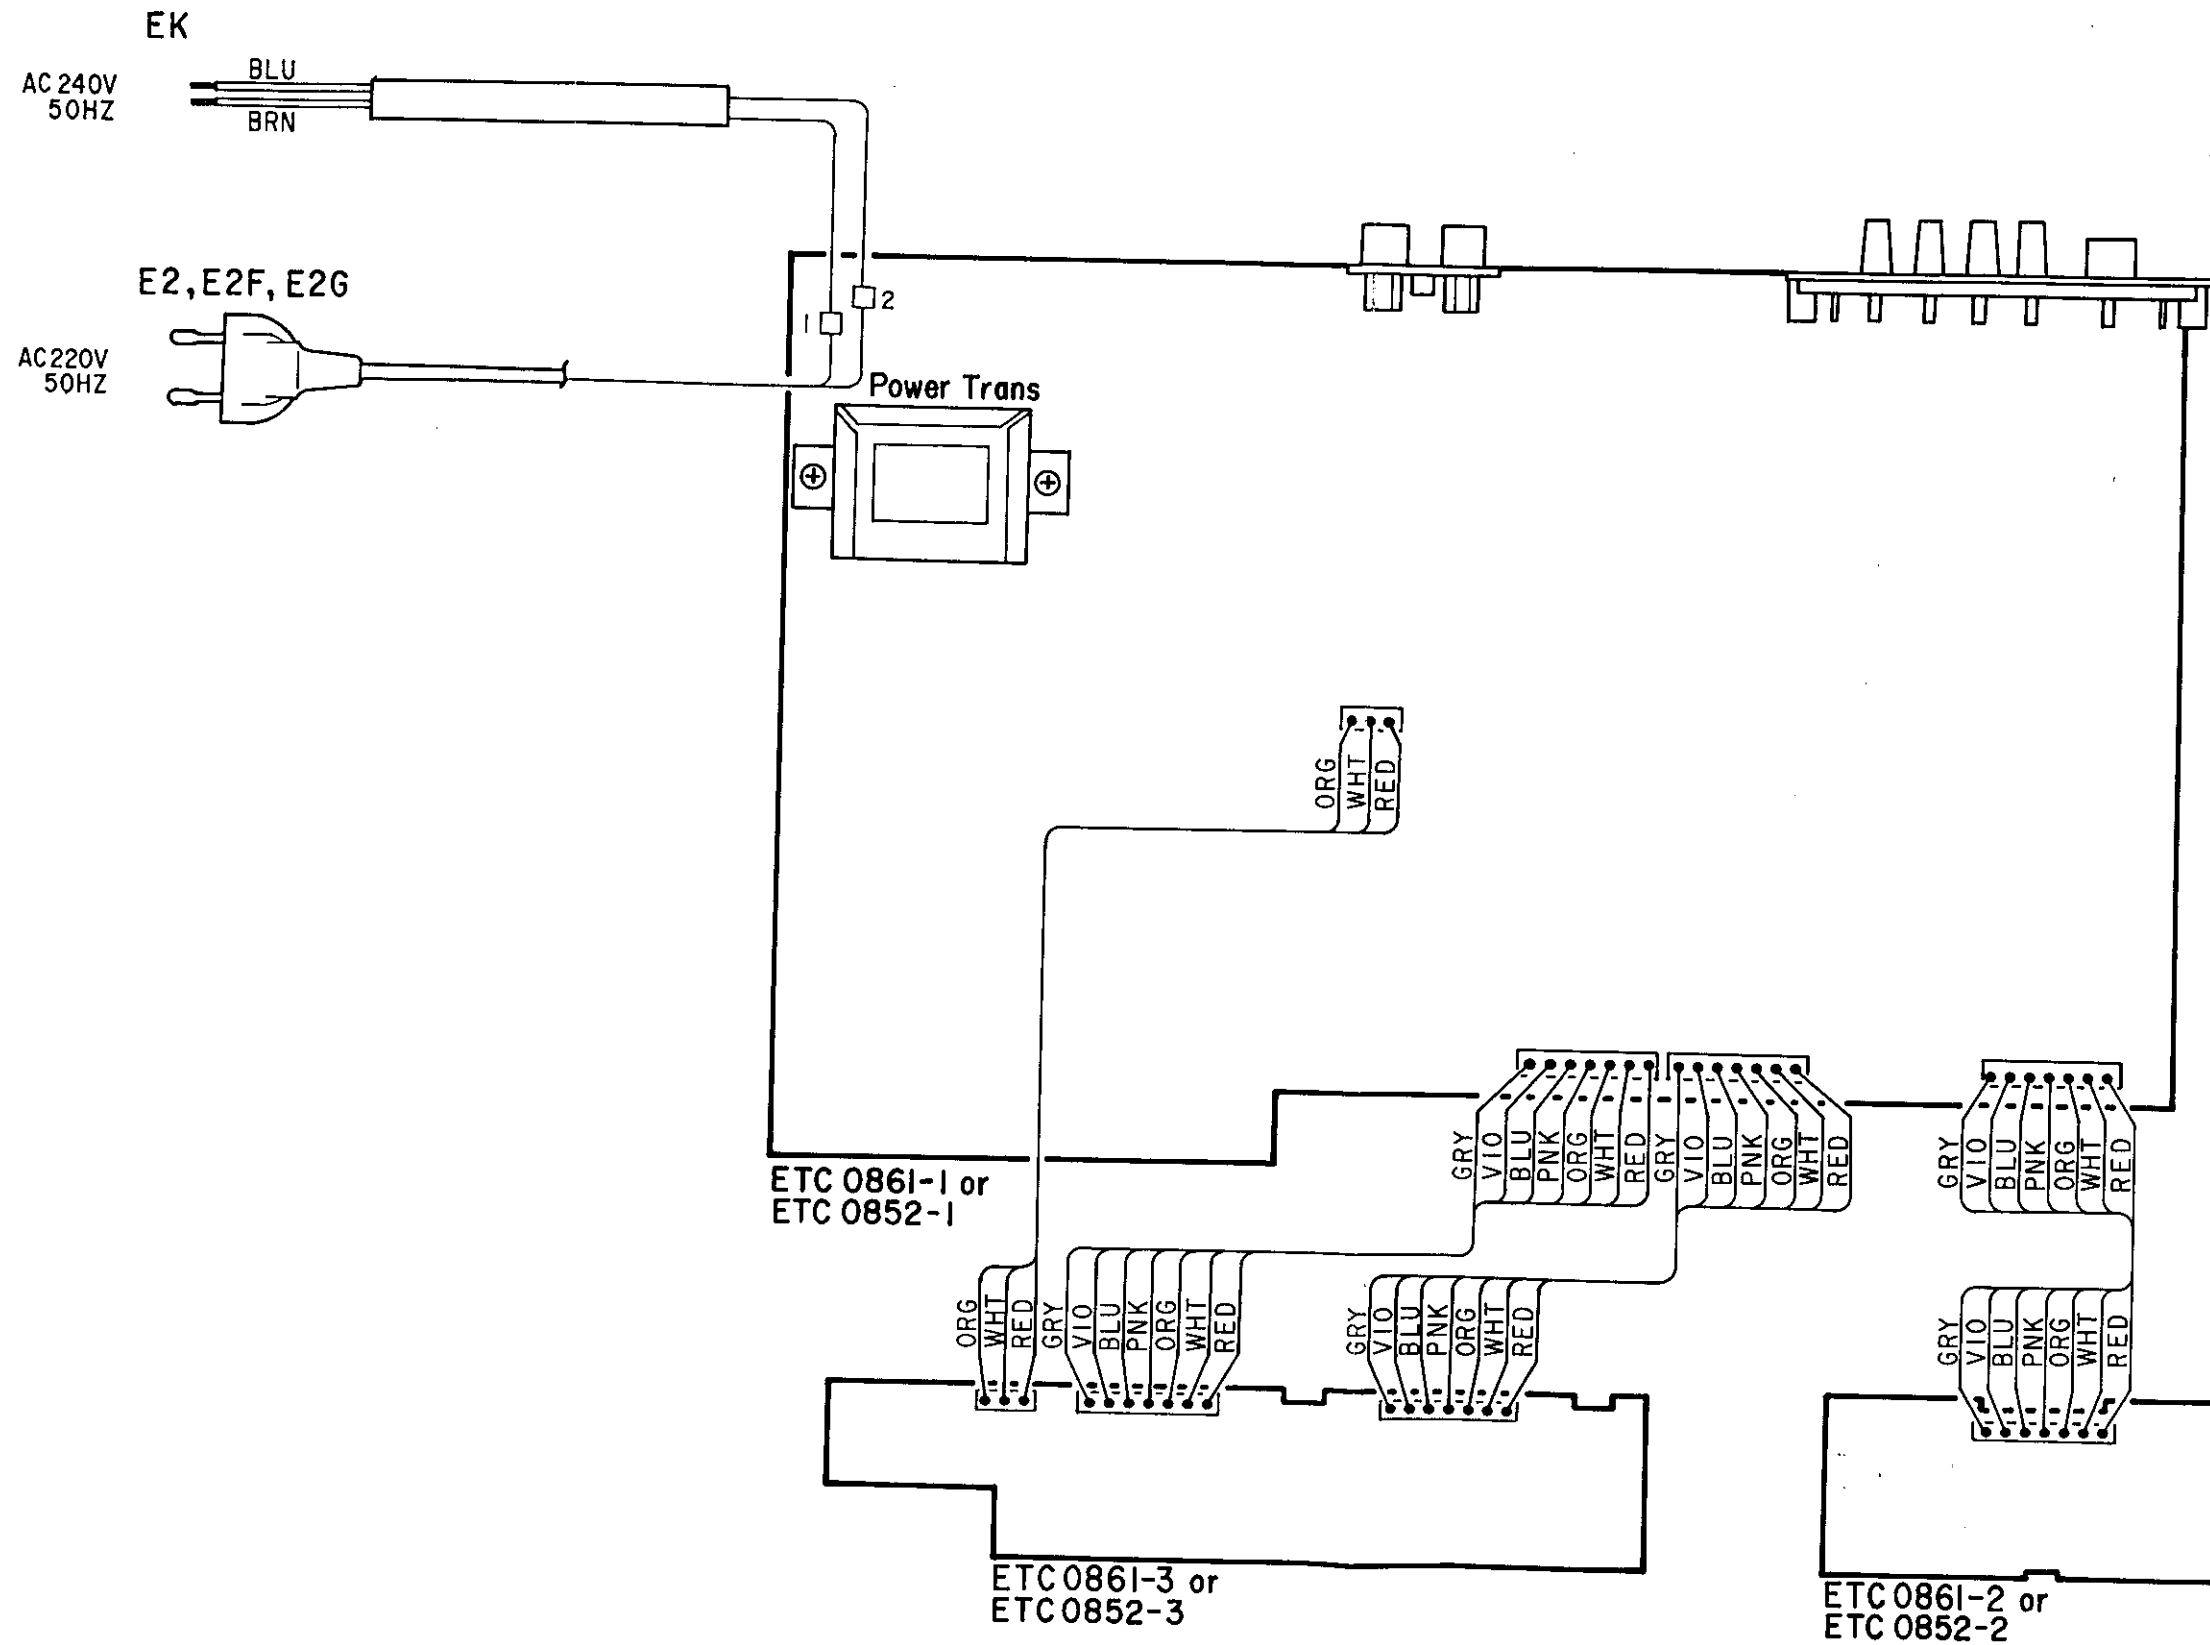 EK
BLU
AC 240V
50HZ
BRN
E2, E2F, E2G
2
1
AC 220V
50HZ
Power Trans
ORG
WHT
RED
GRY
VIO
BLU
PNK
ORG
WHT
RED
GRY
VIO
BLU
PNK
ORG
WHT
RED
GRY
VIO
BLU
PNK
ORG
WHT
RED
ETC 0861-1 or
ETC 0852-1
ORG
WHT
RED
GRY
VIO
BLU
PNK
ORG
WHT
RED
GRY
VIO
BLU
PNK
ORG
WHT
RED
GRY
VIO
BLU
PNK
ORG
WHT
RED
ETC 0861-3 or
ETC 0852-3
ETC 0861-2 or
ETC 0852-2